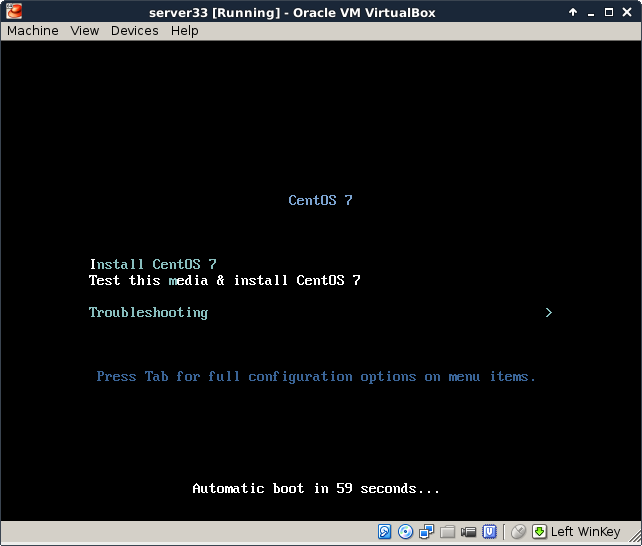 server33 [Running] - Oracle VM VirtualBox
Machine View Devices Help
CentOS 7
Install CentOS 7
Test this media & install CentOS 7
Troubleshooting >
Press Tab for full configuration options on menu items.
Automatic boot in 59 seconds...
Left WinKey